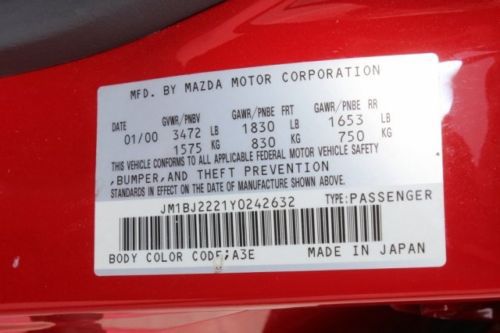 MFD. BY MAZDA MOTOR CORPORATION
DATE GVWR/PNBV GAWR/PNBE FRT GAWR/PNBE RR
01/00 3472 LB 1830 LB 1653 LB
1575 KG 830 KG 750 KG
THIS VEHICLE CONFORMS TO ALL APPLICABLE FEDERAL MOTOR VEHICLE SAFETY
,BUMPER,AND THEFT PREVENTION
STANDARDS IN EFFECT ON THE DATE OF MANUFACTURE SHOWN ABOVE.
JM1BJ2221Y0242632 TYPE:PASSENGER
BODY COLOR CODE;A3E MADE IN JAPAN